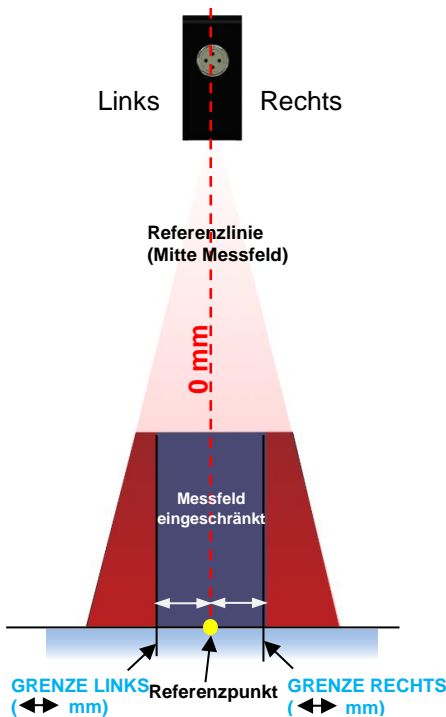 Links
Rechts
Referenzlinie
(Mitte Messfeld)
0 mm
Messfeld
eingeschränkt
GRENZE LINKS
( mm)
Referenzpunkt
GRENZE RECHTS
( mm)